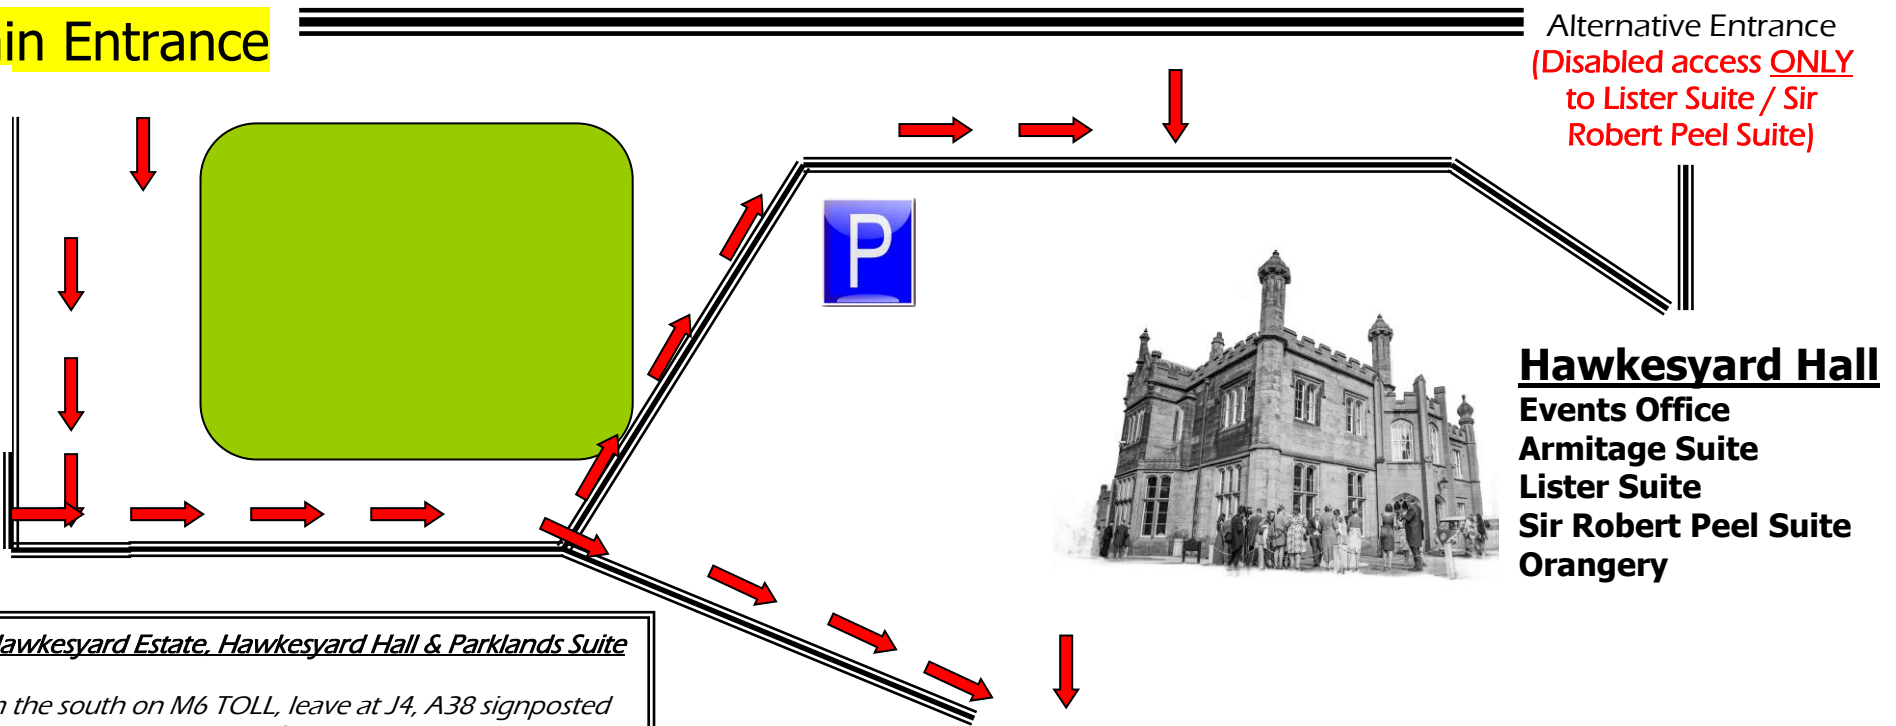 in Entrance
Alternative Entrance
(Disabled access ONLY
to Lister Suite / Sir
Robert Peel Suite)
P
Hawkesyard Hall
Events Office
Armitage Suite
Lister Suite
Sir Robert Peel Suite
Orangery
Hawkesyard Estate, Hawkesyard Hall & Parklands Suite
the south on M6 TOLL, leave at J4, A38 signposted